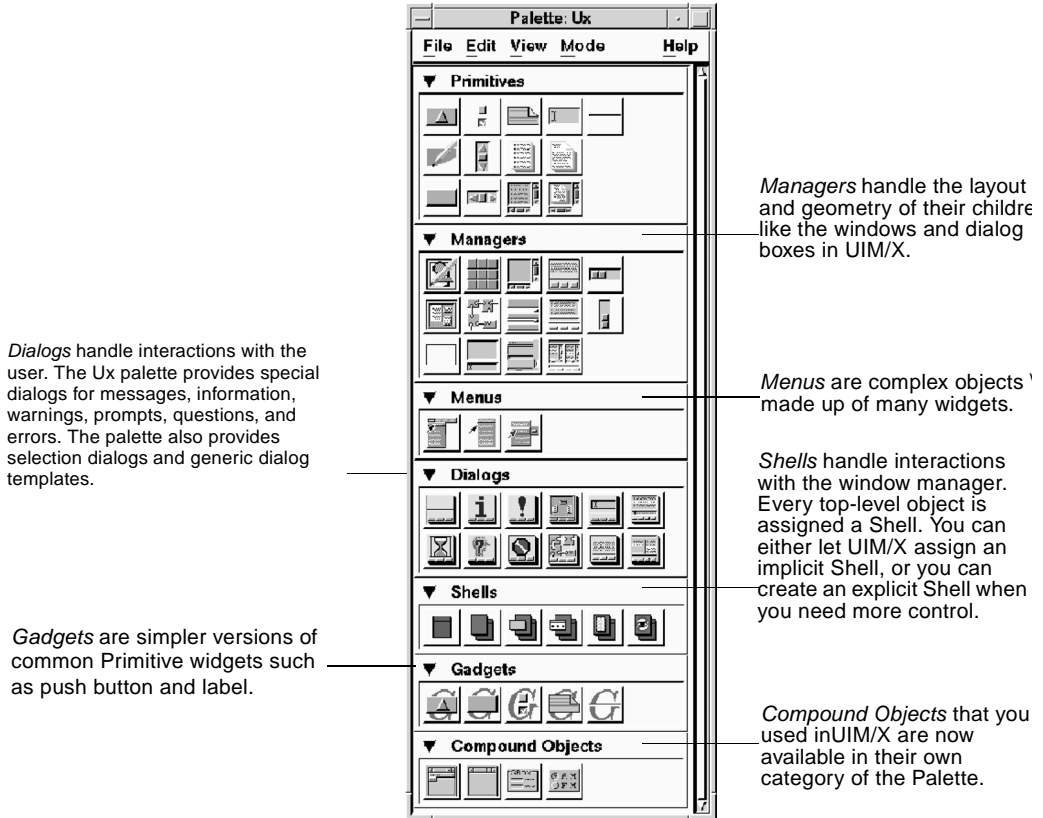 Palette: Ux
File Edit View Mode Help
Primitives
Managers
Menus
Dialogs
Shells
Gadgets
Compound Objects
Managers handle the layout
and geometry of their childre
like the windows and dialog
boxes in UIM/X.
Menus are complex objects
made up of many widgets.
Dialogs handle interactions with the
user. The Ux palette provides special
dialogs for messages, information,
warnings, prompts, questions, and
errors. The palette also provides
selection dialogs and generic dialog
templates.
Shells handle interactions
with the window manager.
Every top-level object is
assigned a Shell. You can
either let UIM/X assign an
implicit Shell, or you can
create an explicit Shell when
you need more control.
Gadgets are simpler versions of
common Primitive widgets such
as push button and label.
Compound Objects that you
used inUIM/X are now
available in their own
category of the Palette.